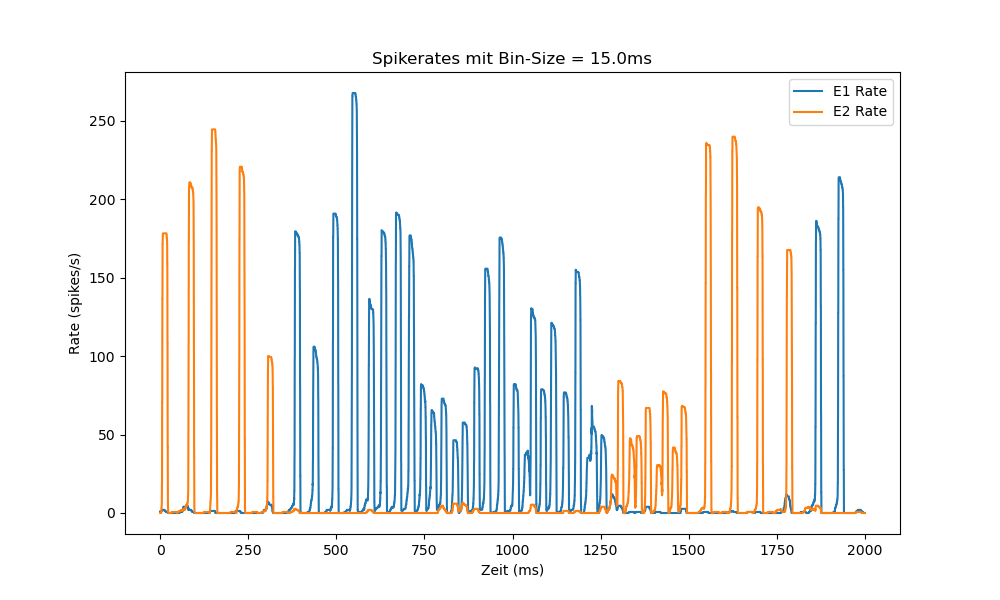 Spikerates mit Bin-Size = 15.0ms
E1 Rate
E2 Rate
Rate (spikes/s)
250
200
150
100
50
0
0 250 500 750 1000 1250 1500 1750 2000
Zeit (ms)